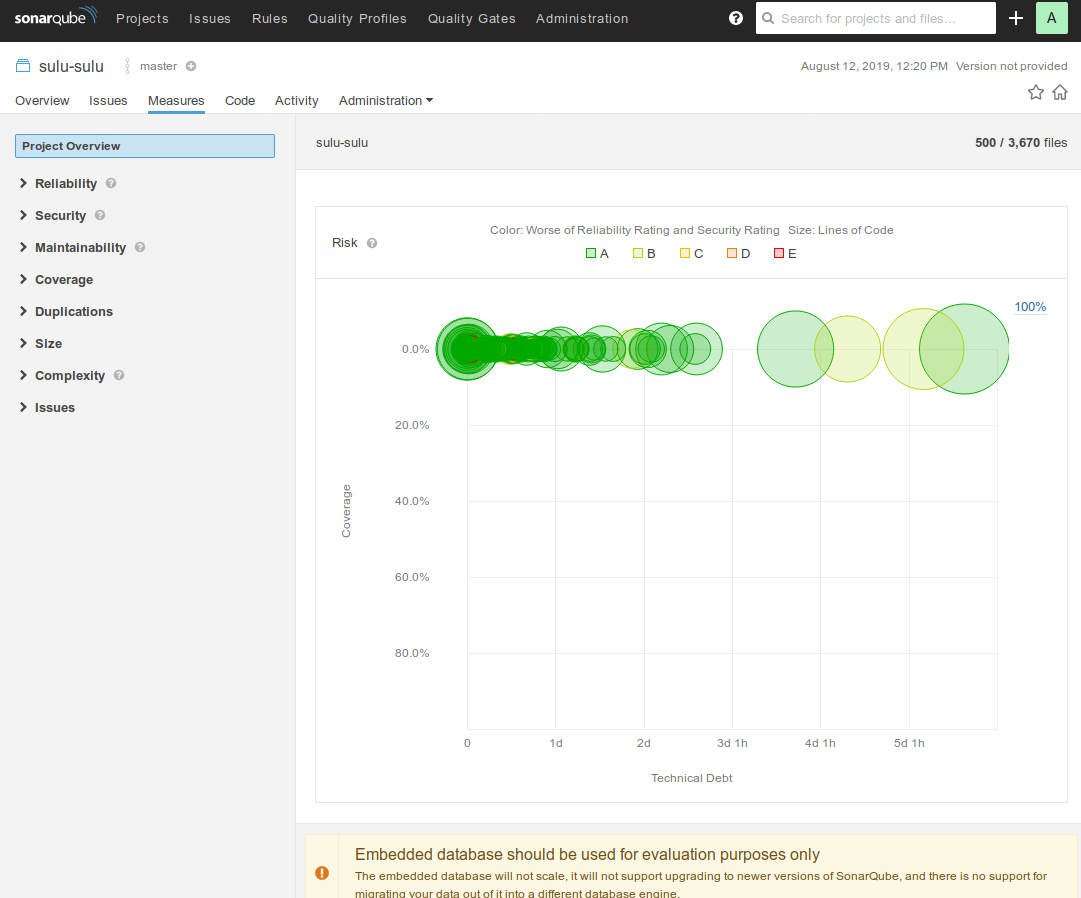 sonarqube Projects Issues Rules Quality Profiles Quality Gates Administration ? Search for projects and files... + A
sulu-sulu master August 12, 2019, 12:20 PM Version not provided
Overview Issues Measures Code Activity Administration
Project Overview
Reliability ?
Security ?
Maintainability ?
Coverage
Duplications
Size
Complexity ?
Issues
sulu-sulu 500 / 3,670 files
Risk ?
Color: Worse of Reliability Rating and Security Rating Size: Lines of Code
A B C D E
100%
0.0%
20.0%
40.0%
60.0%
80.0%
Coverage
0 1d 2d 3d 1h 4d 1h 5d 1h
Technical Debt
Embedded database should be used for evaluation purposes only
The embedded database will not scale, it will not support upgrading to newer versions of SonarQube, and there is no support for
migrating your data out of it into a different database engine.